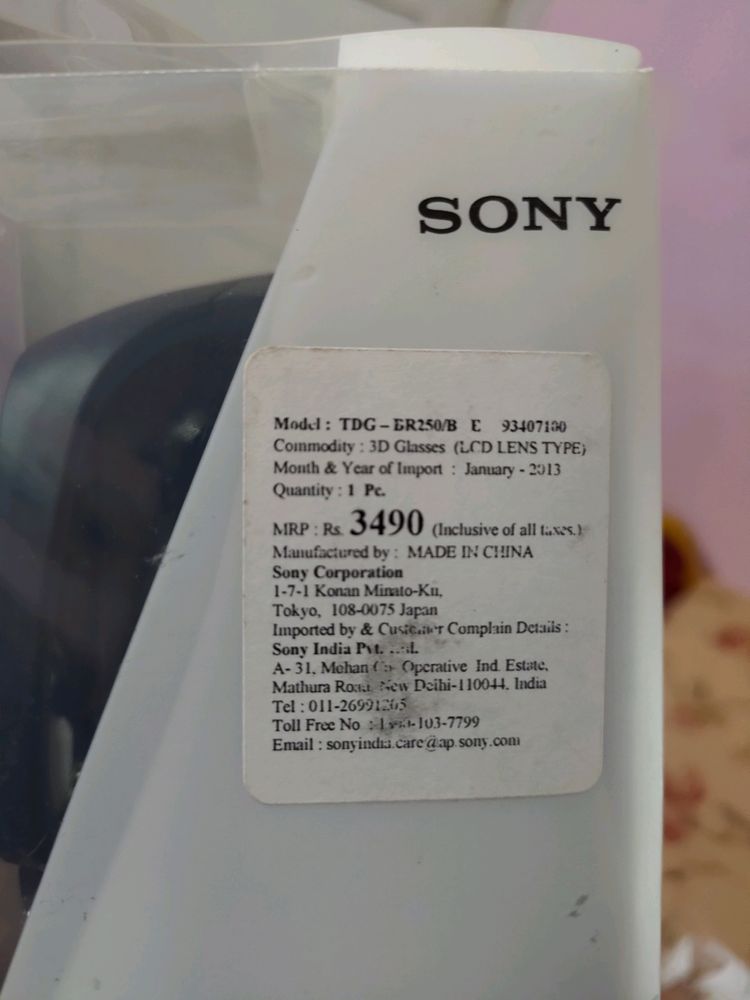 SONY
Model : TDG – BR250/B E 93407100
Commodity : 3D Glasses (LCD LENS TYPE)
Month & Year of Import : January - 2013
Quantity : 1 Pc.
MRP : Rs. 3490 (Inclusive of all taxes.)
Manufactured by : MADE IN CHINA
Sony Corporation
1-7-1 Konan Minato-Ku,
Tokyo, 108-0075 Japan
Imported by & Customer Complain Details :
Sony India Pvt. Ltd.
A- 31, Mohan Co- Operative Ind. Estate,
Mathura Road, New Delhi-110044. India
Tel : 011-26991205
Toll Free No :
Email : sonyindia.care@ap.sony.com